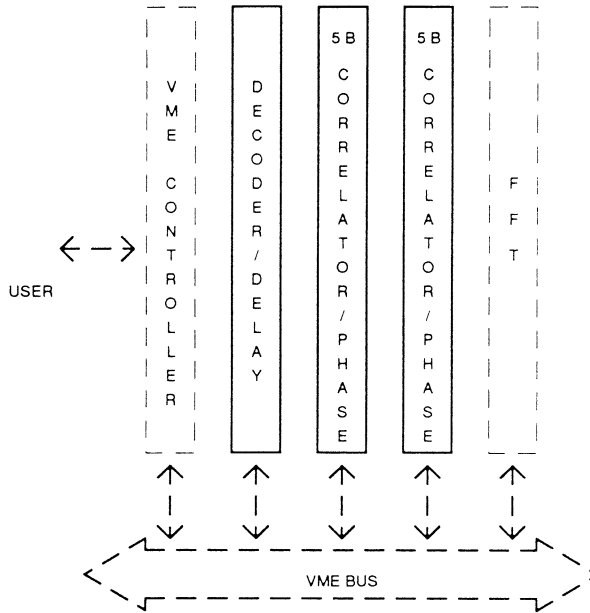 VME CONTROLLER
DECODER/DELAY
5B CORRELATOR/PHASE
5B CORRELATOR/PHASE
FFT
USER
VME BUS